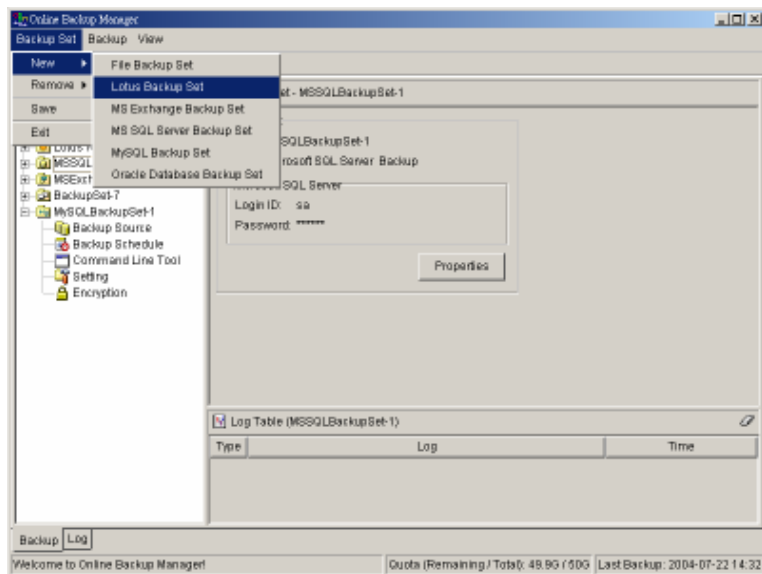 Online Backup Manager
Backup Set Backup View
New
Remove
Save
Exit
File Backup Set
Lotus Backup Set
MS Exchange Backup Set
MS SQL Server Backup Set
MySQL Backup Set
Oracle Database Backup Set
et - MSSQLBackupSet-1
SQLBackupSet-1
rosoft SQL Server Backup
SQL Server
Login ID: sa
Password: ******
Properties
MSSQL
MSExch
BackupSet-7
MySQLBackupSet-1
Backup Source
Backup Schedule
Command Line Tool
Setting
Encryption
Log Table (MSSQLBackupSet-1)
Type Log Time
Backup Log
Welcome to Online Backup Manager! Quota (Remaining / Total): 49.9G / 50G Last Backup: 2004-07-22 14:32